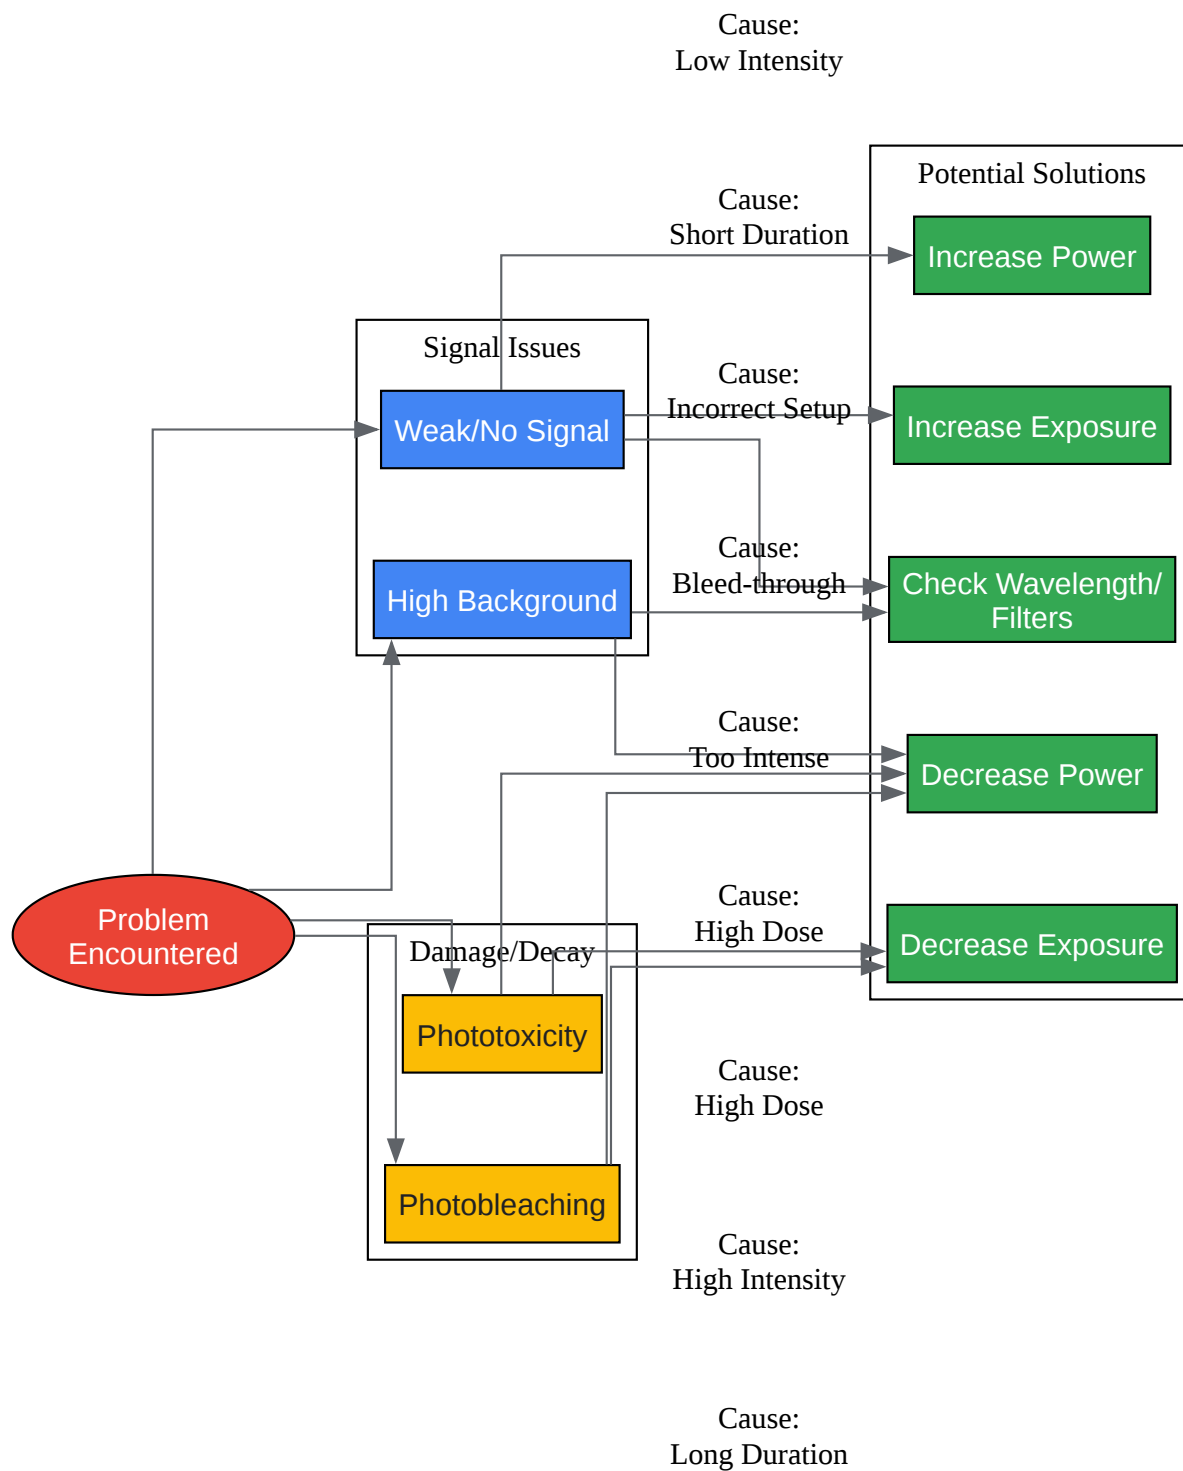 Cause:
Low Intensity
Potential Solutions
Cause:
Short Duration
Increase Power
Signal Issues
Cause:
Incorrect Setup
Weak/No Signal
Increase Exposure
Cause:
Bleed-through
High Background
Check Wavelength/
Filters
Cause:
Too Intense
Decrease Power
Problem
Encountered
Cause:
High Dose
Damage/Decay
Decrease Exposure
Phototoxicity
Cause:
High Dose
Photobleaching
Cause:
High Intensity
Cause:
Long Duration